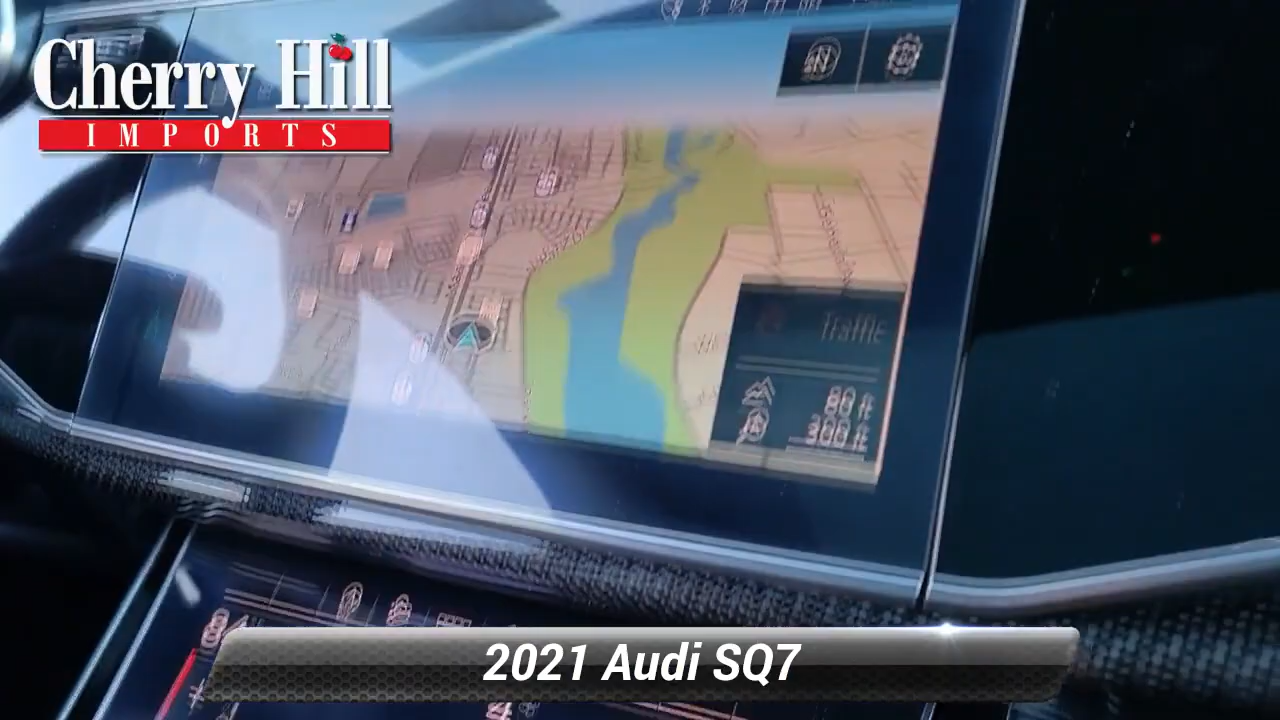 Cherry Hill
IMPORTS
N
Traffic
80 ft
300 ft
2021 Audi SQ7